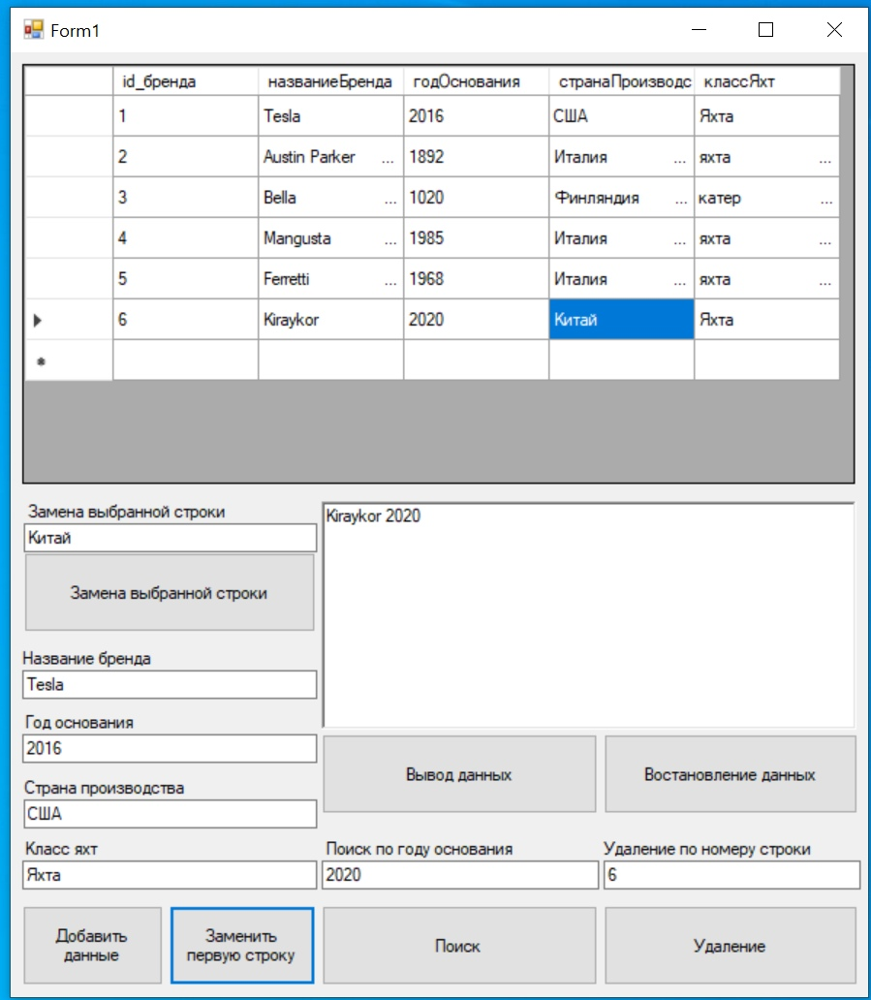 Form1
id_бренда названиеБренда годОснования странаПроизводс классЯхт
1 Tesla 2016 США Яхта
2 Austin Parker ... 1892 Италия ... яхта ...
3 Bella ... 1020 Финляндия ... катер ...
4 Mangusta ... 1985 Италия ... яхта ...
5 Ferretti ... 1968 Италия ... яхта ...
6 Kiraykor 2020 Китай Яхта
Замена выбранной строки
Китай
Замена выбранной строки
Kiraykor 2020
Название бренда
Tesla
Год основания
2016
Страна производства
США
Вывод данных
Востановление данных
Класс яхт
Яхта
Поиск по году основания
2020
Удаление по номеру строки
6
Добавить
данные
Заменить
первую строку
Поиск
Удаление